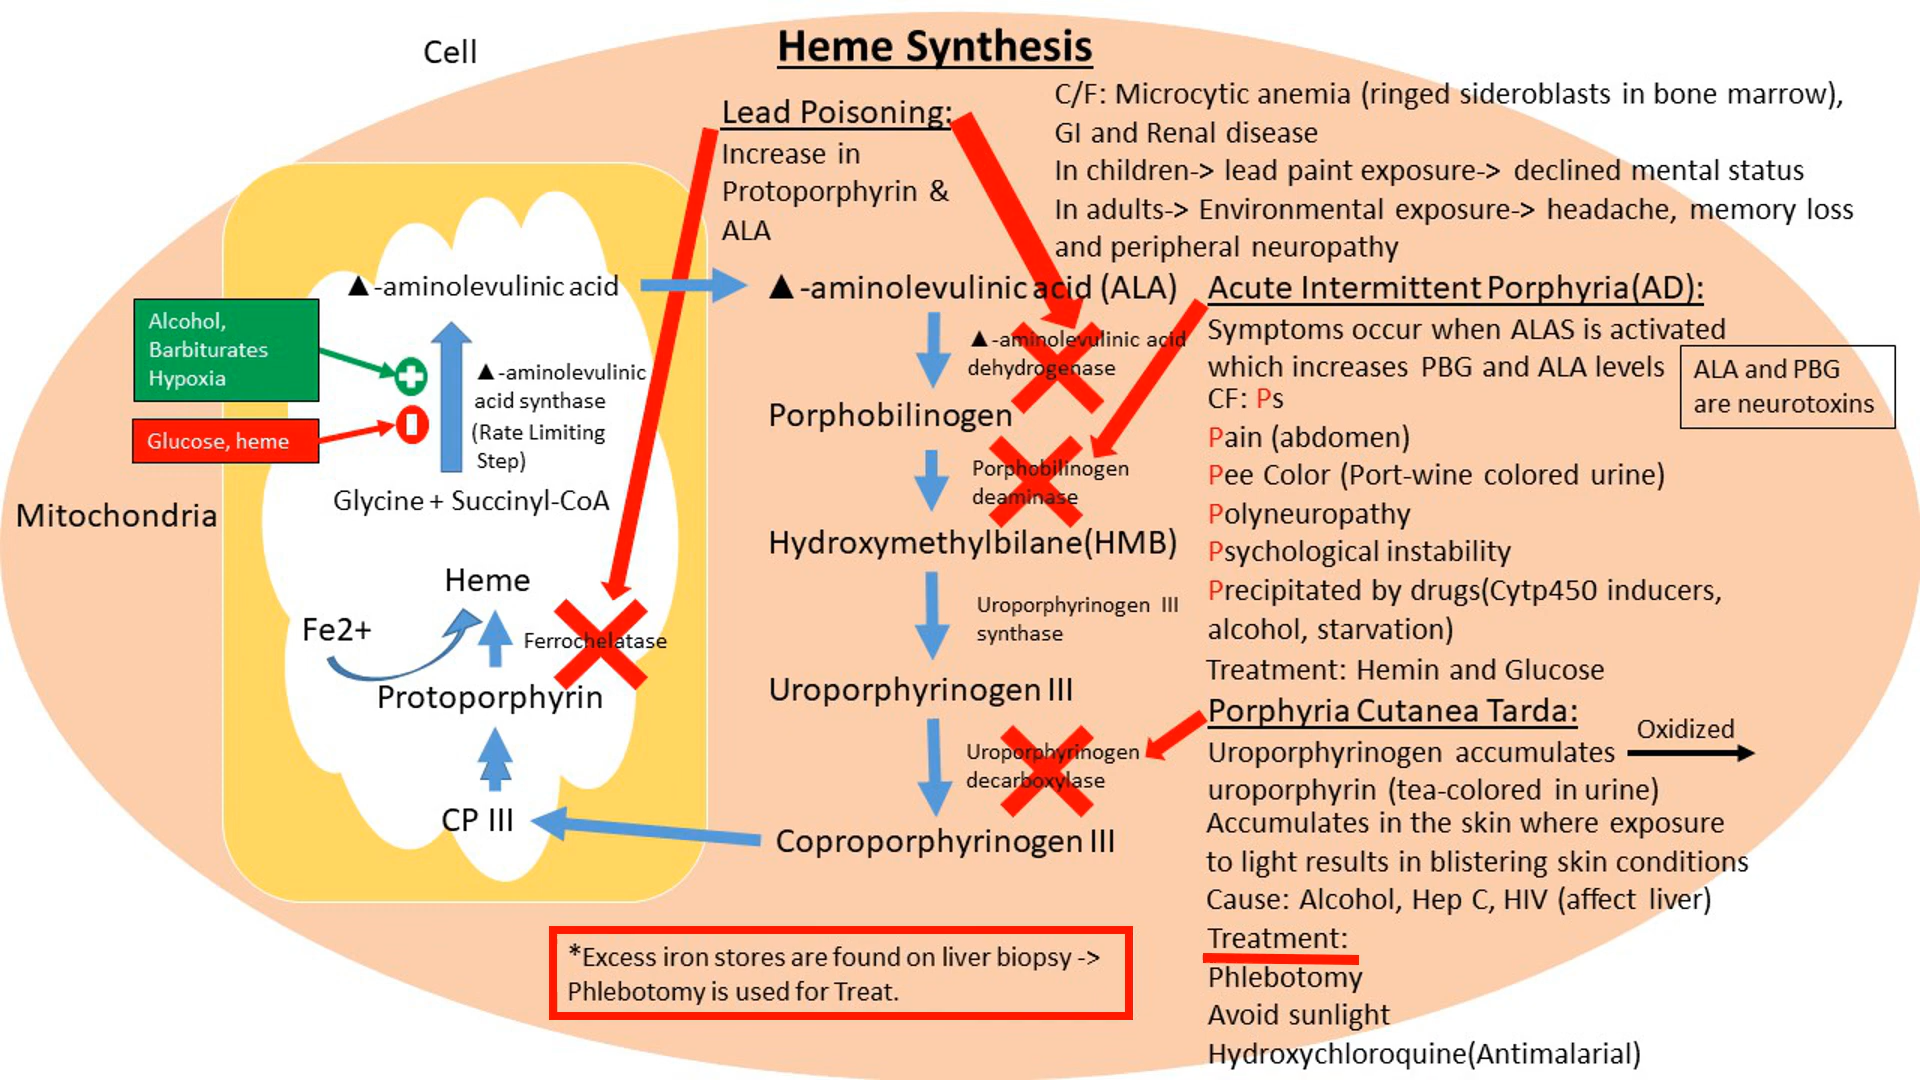 Heme Synthesis
Cell
Lead Poisoning:
Increase in
Protoporphyrin &
ALA
C/F: Microcytic anemia (ringed sideroblasts in bone marrow),
GI and Renal disease
In children-> lead paint exposure-> declined mental status
In adults-> Environmental exposure-> headache, memory loss
and peripheral neuropathy
▲-aminolevulinic acid
Alcohol,
Barbiturates
Hypoxia
Glucose, heme
▲-aminolevulinic
acid synthase
(Rate Limiting
Step)
Glycine + Succinyl-CoA
Mitochondria
Heme
Fe2+
Ferrochelatase
Protoporphyrin
CP III
▲-aminolevulinic acid (ALA)
▲-aminolevulinic acid
dehydrogenase
Porphobilinogen
Porphobilinogen
deaminase
Hydroxymethylbilane(HMB)
Uroporphyrinogen III
synthase
Uroporphyrinogen III
Uroporphyrinogen
decarboxylase
Coproporphyrinogen III
Acute Intermittent Porphyria(AD):
Symptoms occur when ALAS is activated
which increases PBG and ALA levels
ALA and PBG
are neurotoxins
CF: Ps
Pain (abdomen)
Pee Color (Port-wine colored urine)
Polyneuropathy
Psychological instability
Precipitated by drugs(Cytp450 inducers,
alcohol, starvation)
Treatment: Hemin and Glucose
Porphyria Cutanea Tarda:
Oxidized
Uroporphyrinogen accumulates
uroporphyrin (tea-colored in urine)
Accumulates in the skin where exposure
to light results in blistering skin conditions
Cause: Alcohol, Hep C, HIV (affect liver)
Treatment:
Phlebotomy
Avoid sunlight
Hydroxychloroquine(Antimalarial)
*Excess iron stores are found on liver biopsy ->
Phlebotomy is used for Treat.